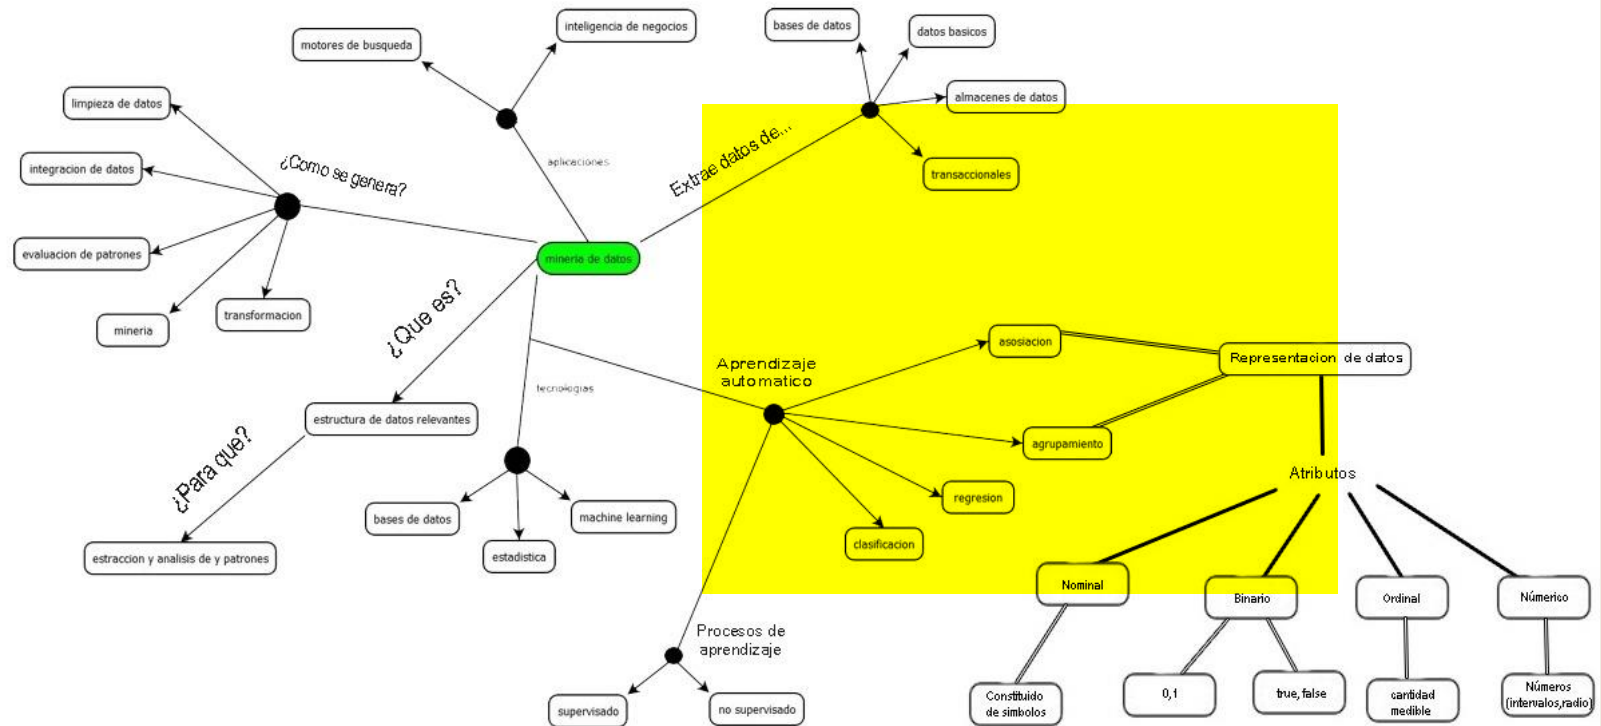 inteligencia de negocios
bases de datos
datos basicos
motores de busqueda
limpieza de datos
almacenes de datos
Extrae datos de...
aplicaciones
integracion de datos
¿Como se genera?
transaccionales
evaluacion de patrones
mineria de datos
mineria
transformacion
¿Que es?
asosiacion
Representacion de datos
Aprendizaje
automatico
tecnologias
estructura de datos relevantes
agrupamiento
¿Para que?
Atributos
regresion
bases de datos
machine learning
clasificacion
estadistica
estraccion y analisis de y patrones
Nominal
Binario
Ordinal
Númerico
Procesos de
aprendizaje
supervisado
no supervisado
Constituido
de simbolos
0,1
true, false
cantidad
medible
Números
(intervalos,radio)